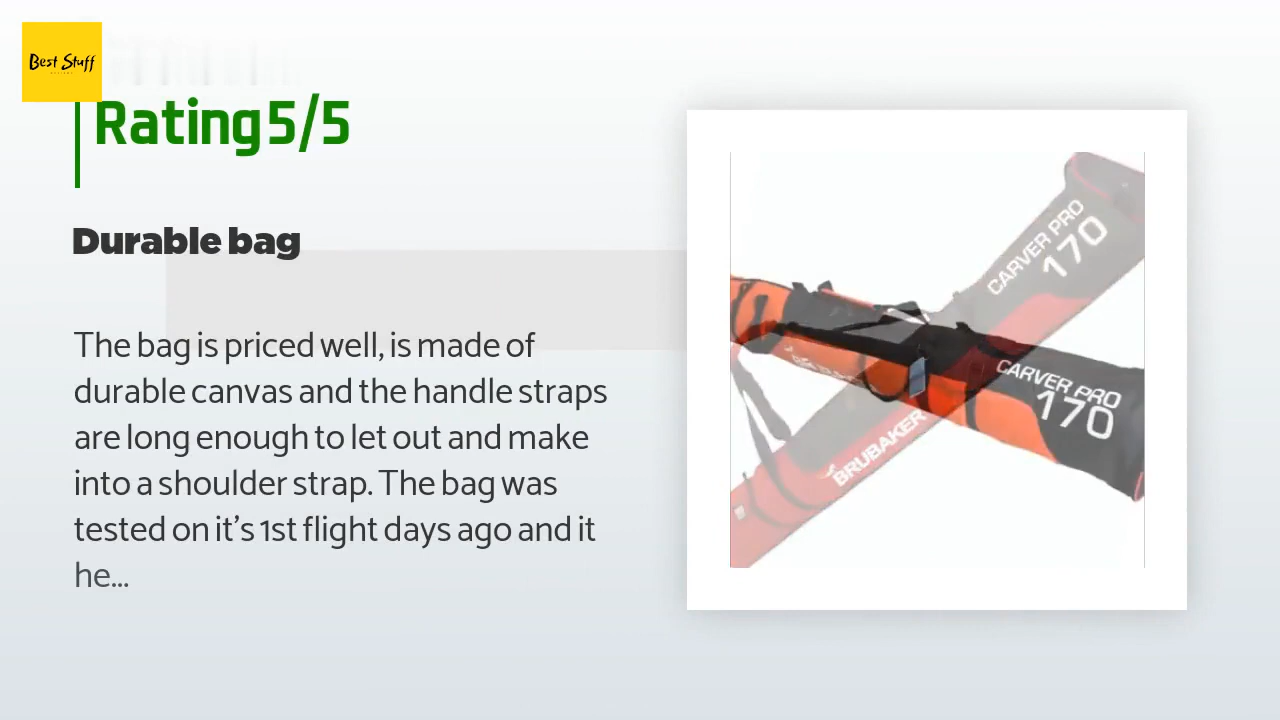 Best Stuff
Rating 5/5
Durable bag
The bag is priced well, is made of
durable canvas and the handle straps
are long enough to let out and make
into a shoulder strap. The bag was
tested on it’s 1st flight days ago and it
he...
CARVER PRO
170
BRUBAKER
CARVER PRO
170